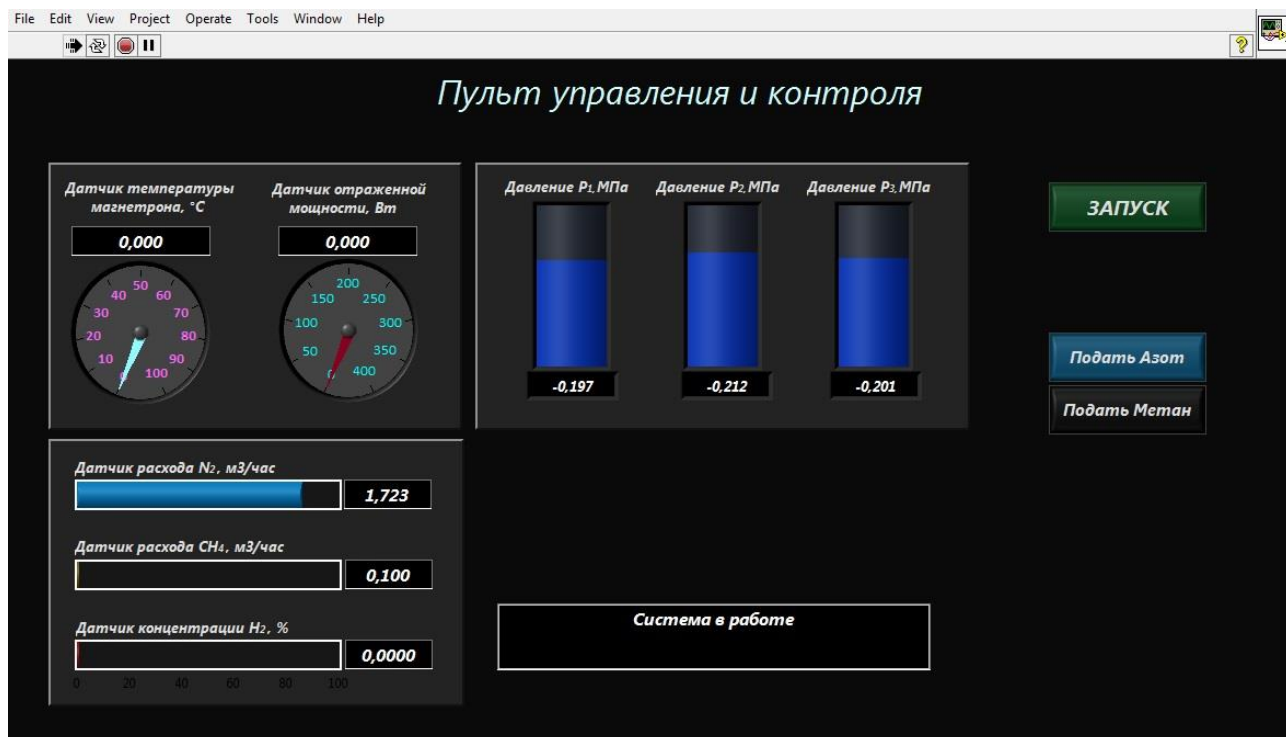 File Edit View Project Operate Tools Window Help
Пульт управления и контроля
Датчик температуры
магнетрона, °C
0,000
0 10 20 30 40 50 60 70 80 90 100
Датчик отраженной
мощности, Вт
0,000
0 50 100 150 200 250 300 350 400
Давление P1, МПа
-0,197
Давление P2, МПа
-0,212
Давление P3, МПа
-0,201
ЗАПУСК
Подать Азот
Подать Метан
Датчик расхода N2, м3/час
1,723
Датчик расхода CH4, м3/час
0,100
Датчик концентрации H2, %
0,0000
0 20 40 60 80 100
Система в работе